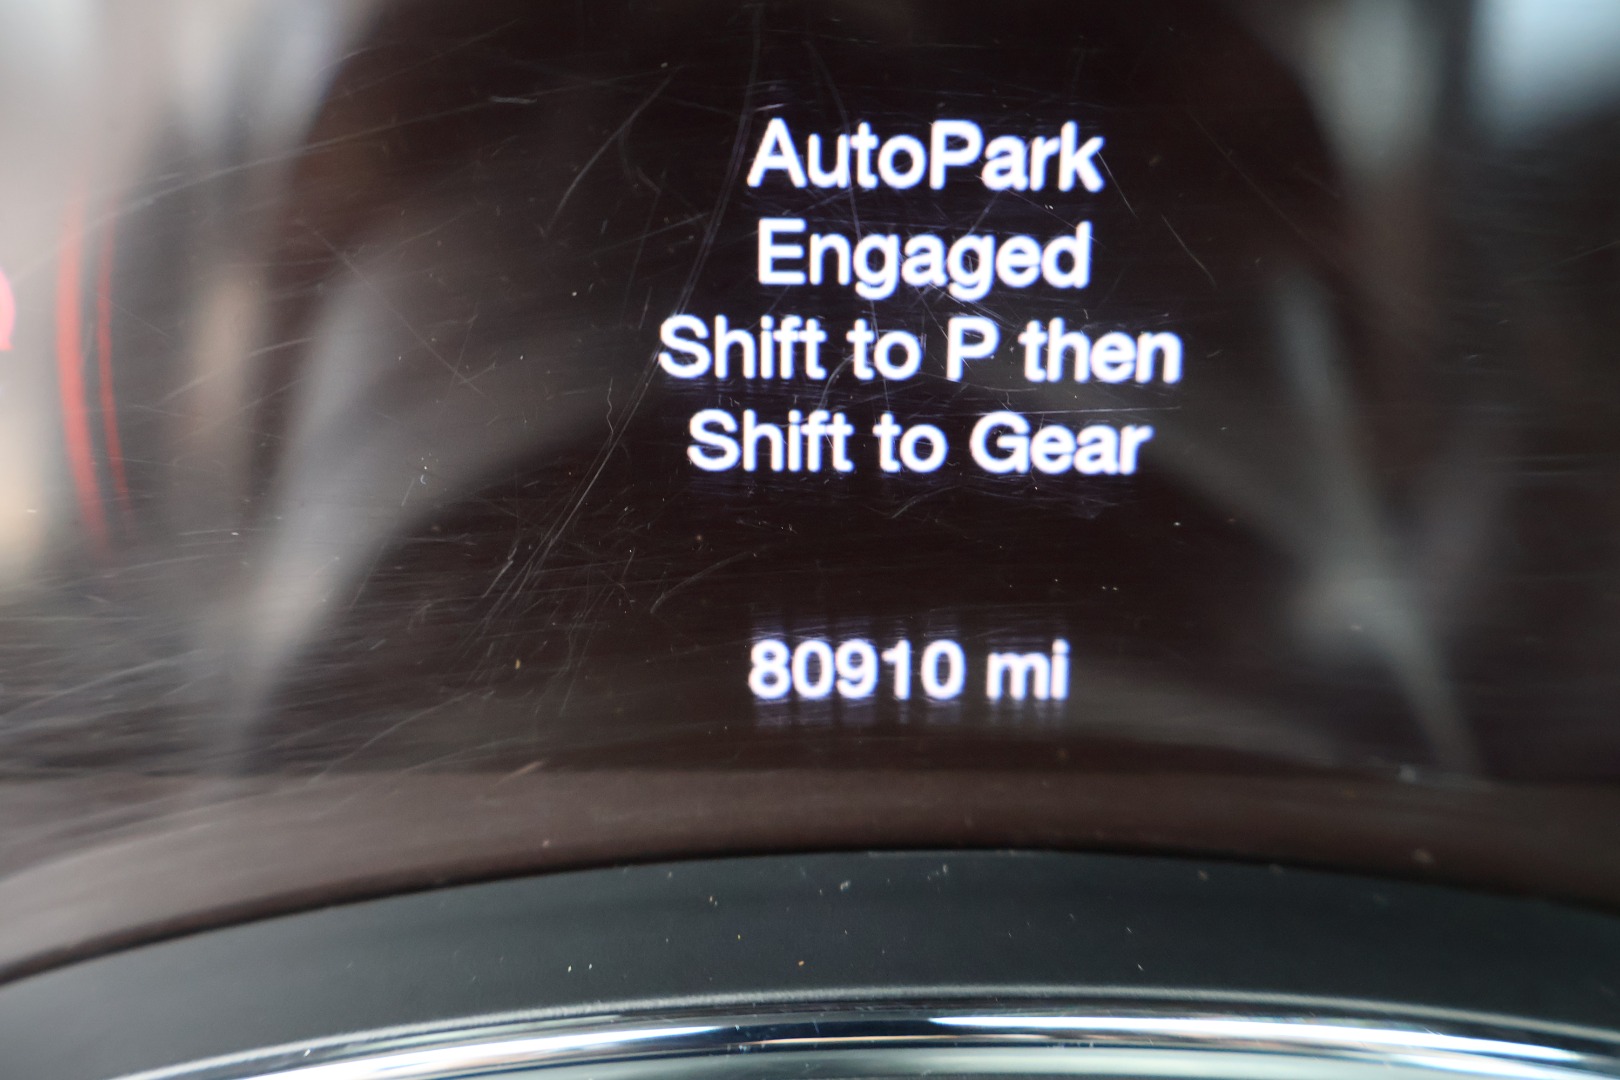 AutoPark
Engaged
Shift to P then
Shift to Gear
80910 mi